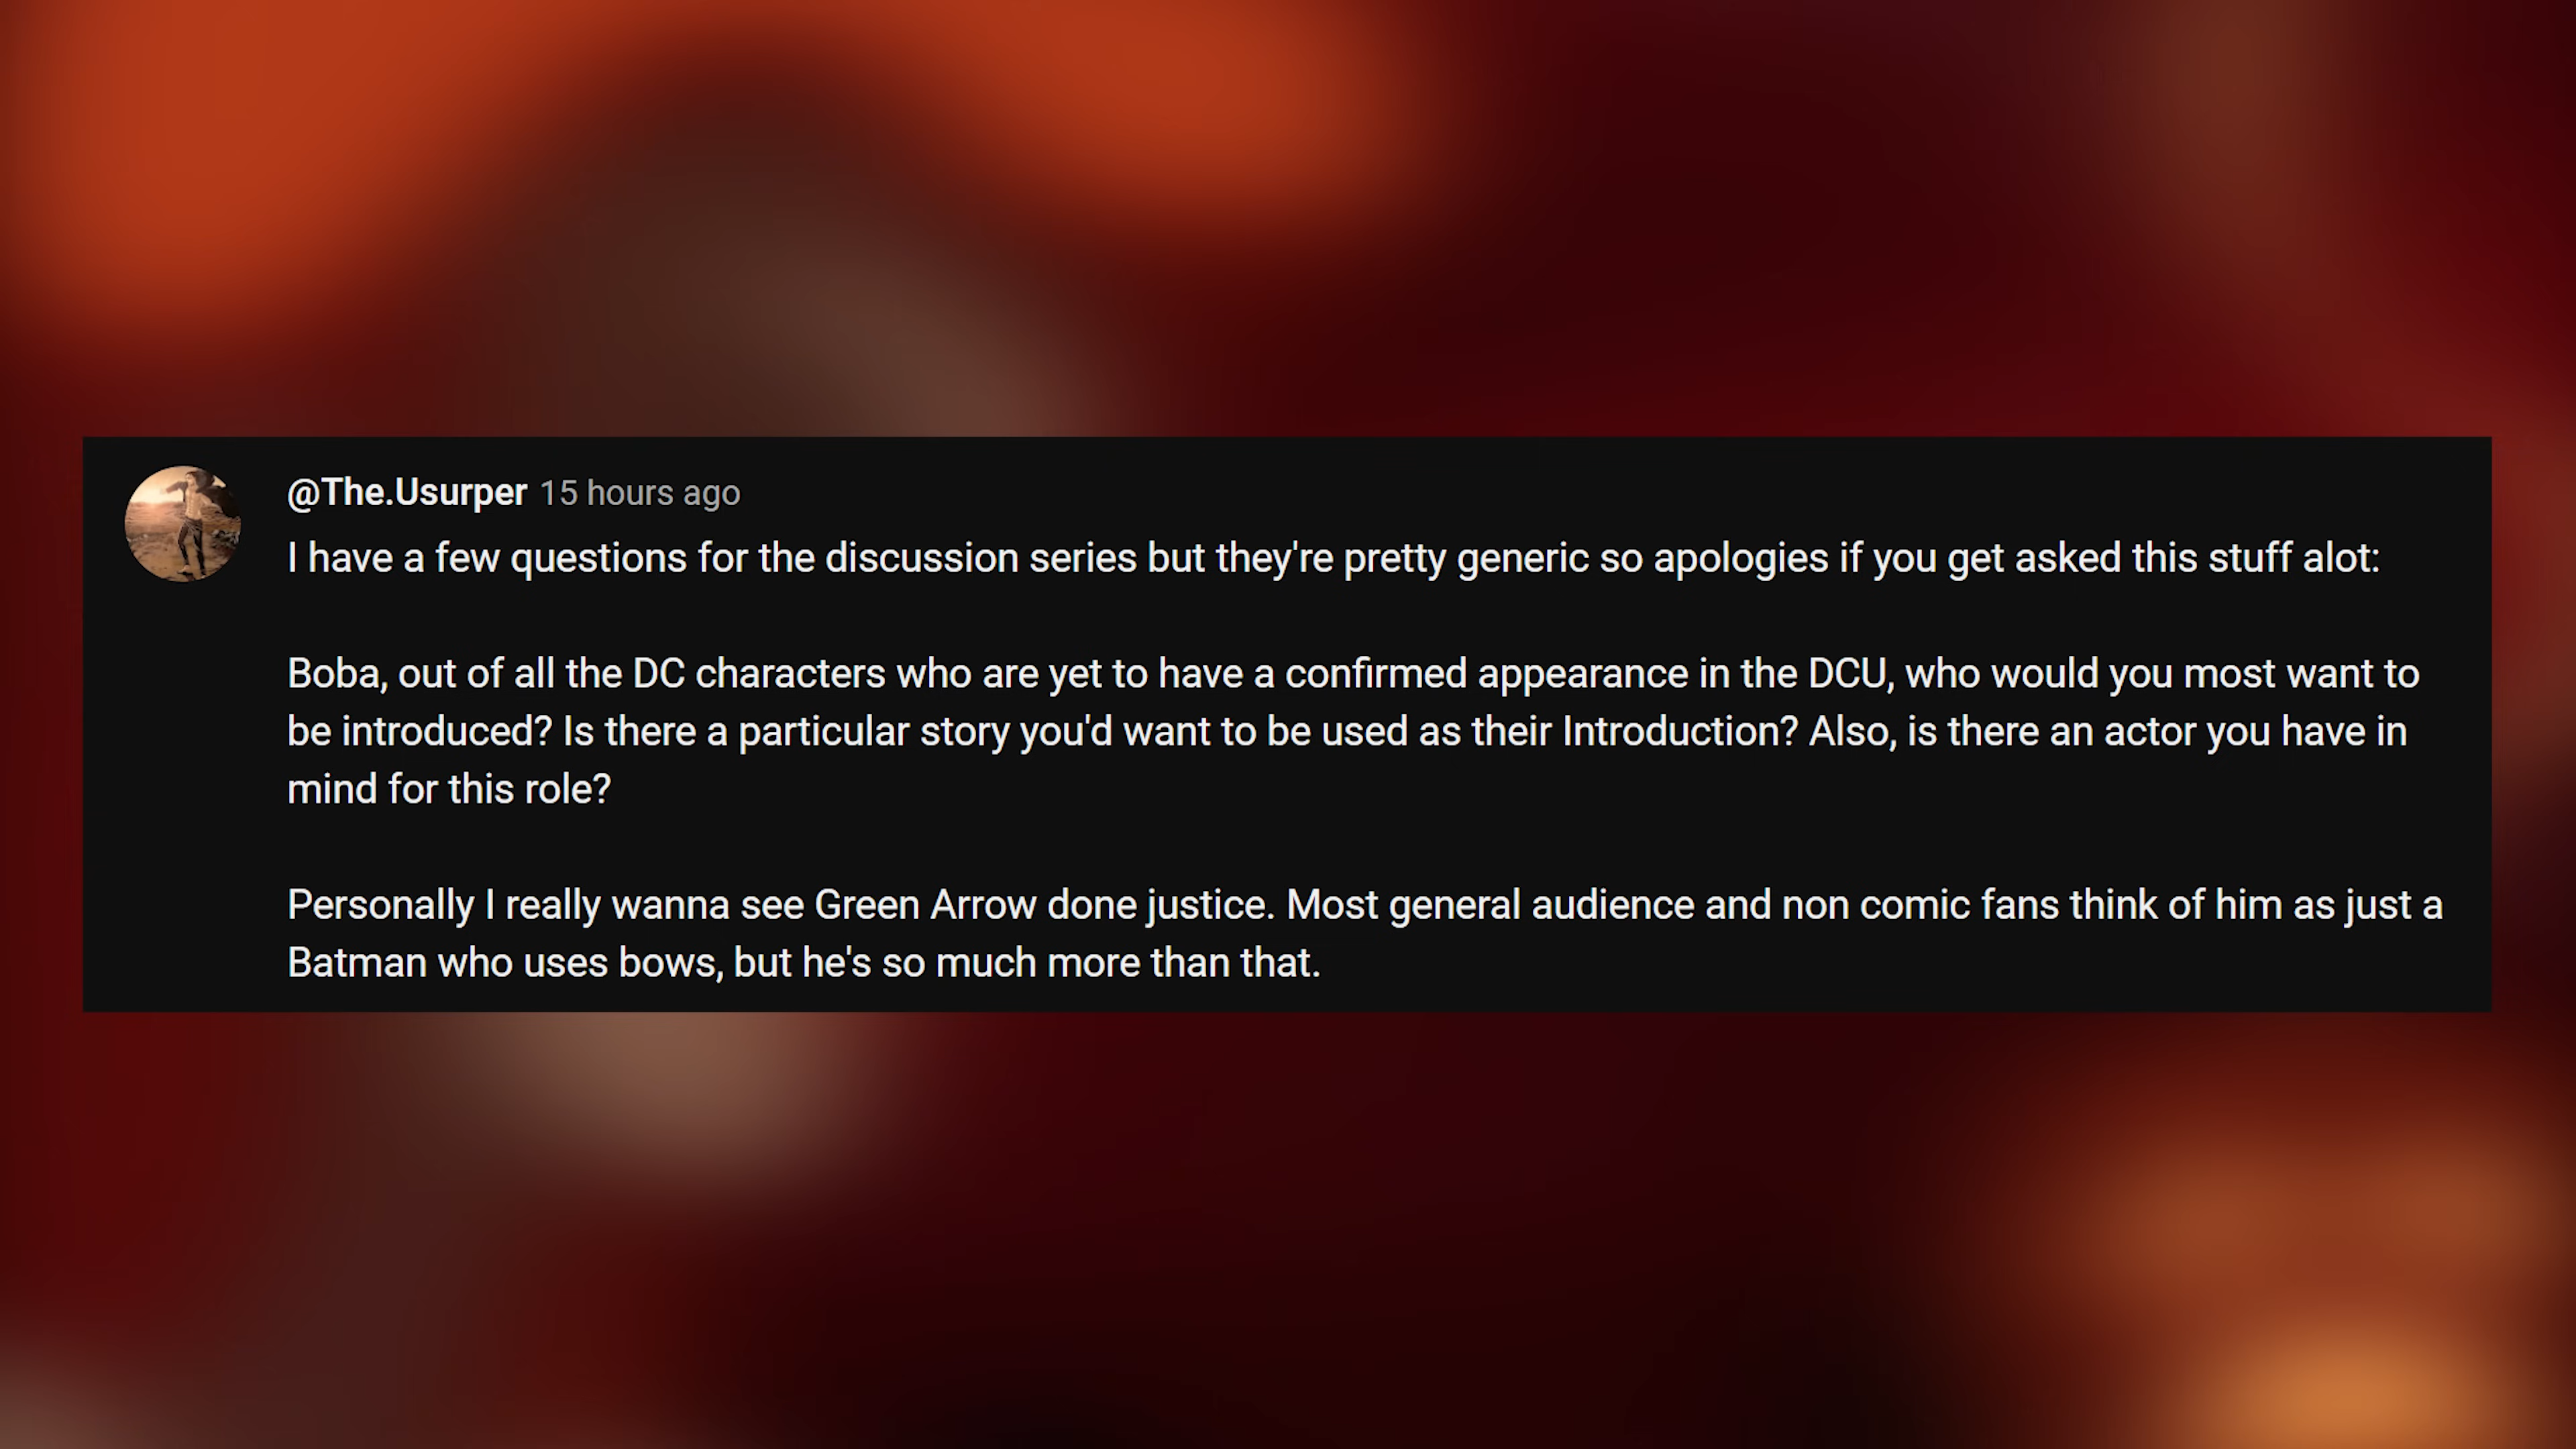 @The.Usurper 15 hours ago
I have a few questions for the discussion series but they're pretty generic so apologies if you get asked this stuff alot:
Boba, out of all the DC characters who are yet to have a confirmed appearance in the DCU, who would you most want to
be introduced? Is there a particular story you'd want to be used as their Introduction? Also, is there an actor you have in
mind for this role?
Personally I really wanna see Green Arrow done justice. Most general audience and non comic fans think of him as just a
Batman who uses bows, but he's so much more than that.